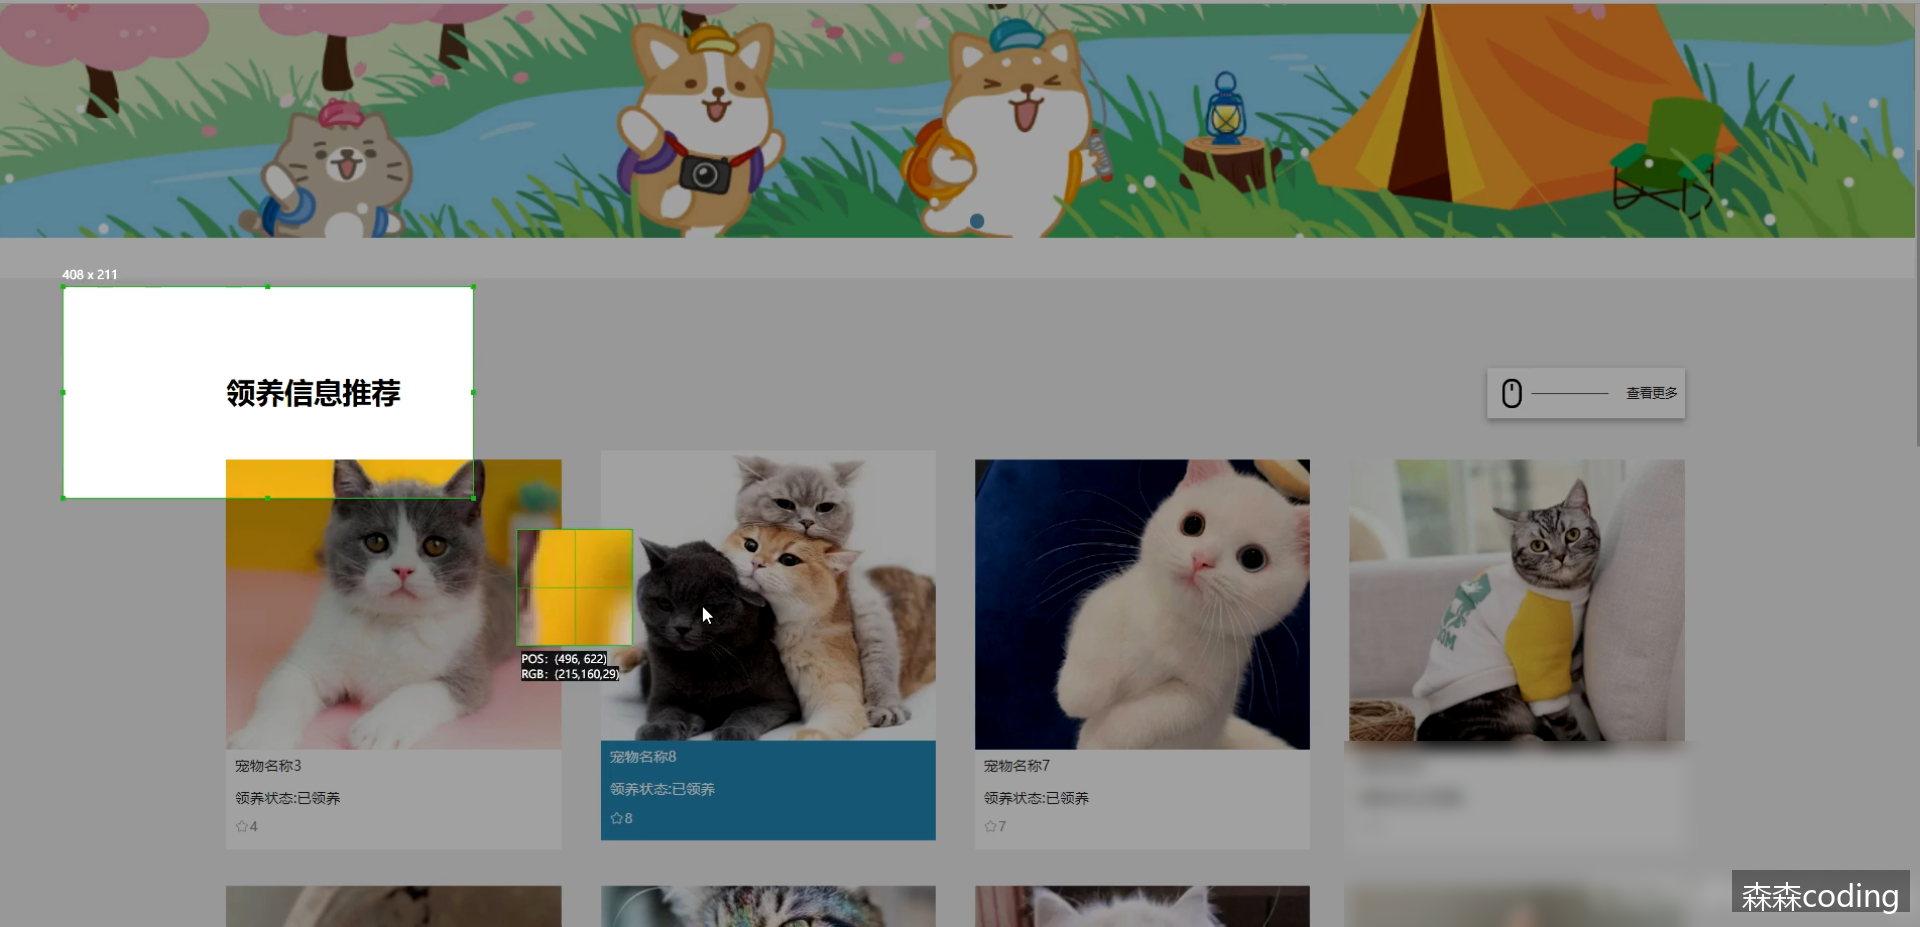 408 x 211
领养信息推荐
查看更多
POS: (496, 622)
RGB: (215,160,29)
宠物名称3
领养状态:已领养
4
宠物名称8
领养状态:已领养
8
宠物名称7
领养状态:已领养
7
森森coding